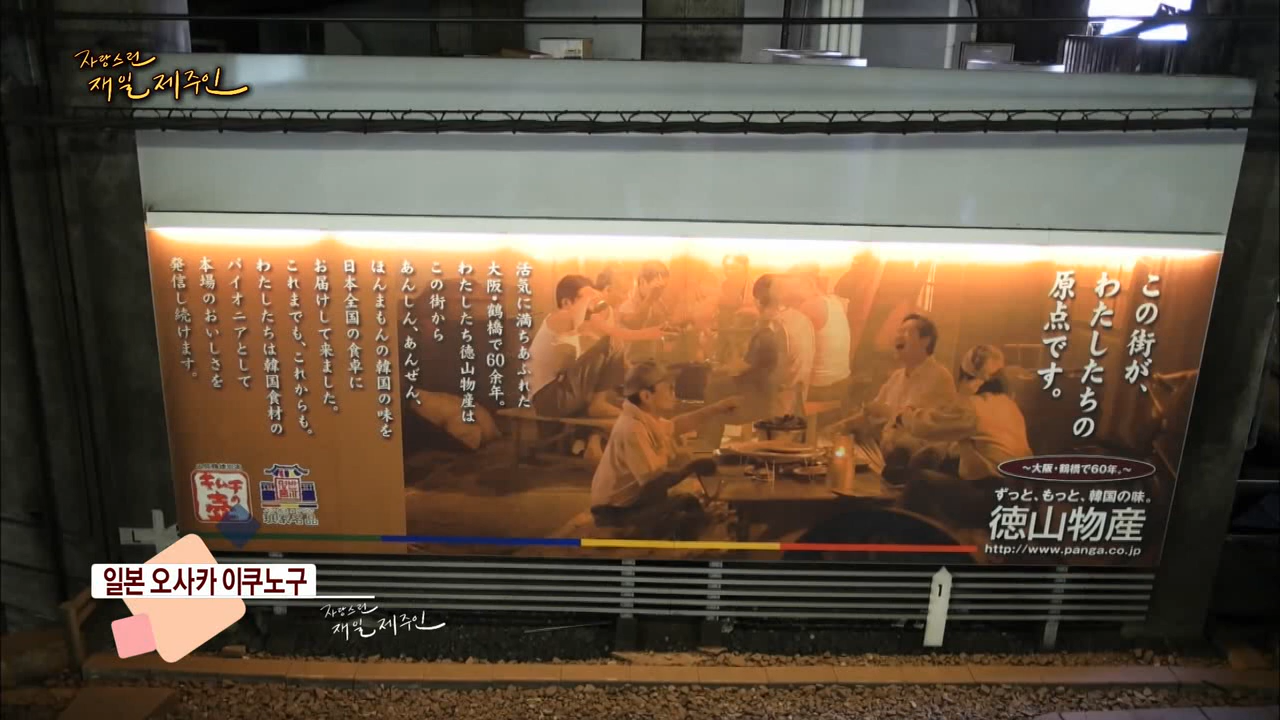 자랑스런
재일 제주인
この街が、
わたしたちの
原点です。
活気に満ちあふれた
大阪・鶴橋で60余年。
わたしたち徳山物産は
この街から
あんしん、あんぜん、
ほんまもんの韓国の味を
日本全国の食卓に
お届けして来ました。
これまでも、これからも。
わたしたちは韓国食材の
パイオニアとして
本場のおいしさを
発信し続けます。
キムチの
壺
~大阪・鶴橋で60年。~
ずっと、もっと、韓国の味。
徳山物産
http://www.panga.co.jp
1
일본 오사카 이쿠노구
자랑스런
재일 제주인